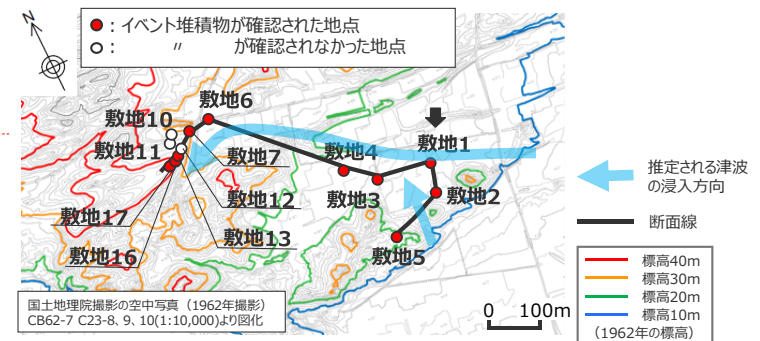 N
●：イベント堆積物が確認された地点
○：　　〃　　が確認されなかった地点
敷地6
敷地10
敷地11
敷地7
敷地4
敷地1
敷地12
敷地3
敷地2
敷地17
敷地13
敷地16
敷地5
推定される津波
の浸入方向
断面線
国土地理院撮影の空中写真（1962年撮影）
CB62-7 C23-8、9、10(1:10,000)より図化
0　100m
標高40m
標高30m
標高20m
標高10m
（1962年の標高）